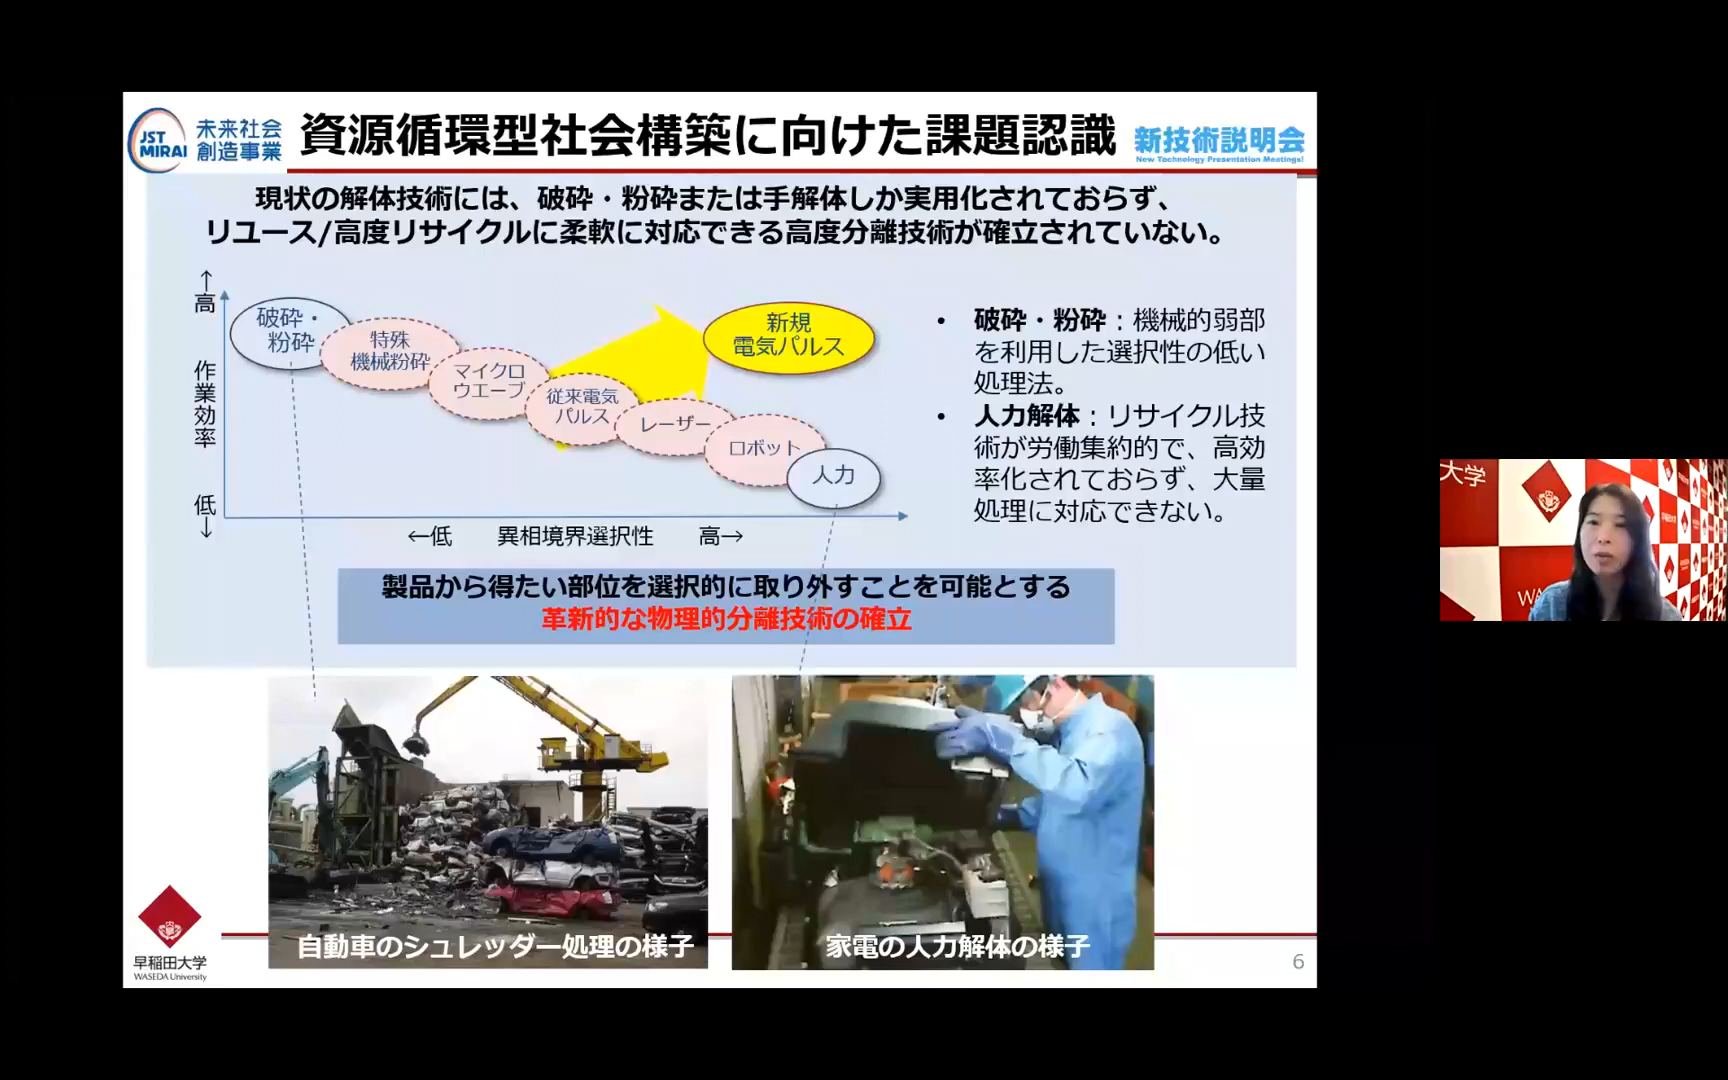 JST
MIRAI
未来社会
創造事業
資源循環型社会構築に向けた課題認識
新技術説明会
New Technology Presentation Meetings!
現状の解体技術には、破砕・粉砕または手解体しか実用化されておらず、
リユース/高度リサイクルに柔軟に対応できる高度分離技術が確立されていない。
↑高 作業効率 低↓
破砕・
粉砕
特殊
機械粉砕
マイクロ
ウエーブ
従来電気
パルス
レーザー
ロボット
人力
新規
電気パルス
←低 異相境界選択性 高→
• 破砕・粉砕：機械的弱部
を利用した選択性の低い
処理法。
• 人力解体：リサイクル技
術が労働集約的で、高効
率化されておらず、大量
処理に対応できない。
製品から得たい部位を選択的に取り外すことを可能とする
革新的な物理的分離技術の確立
自動車のシュレッダー処理の様子
家電の人力解体の様子
早稲田大学
WASEDA University
6
大学